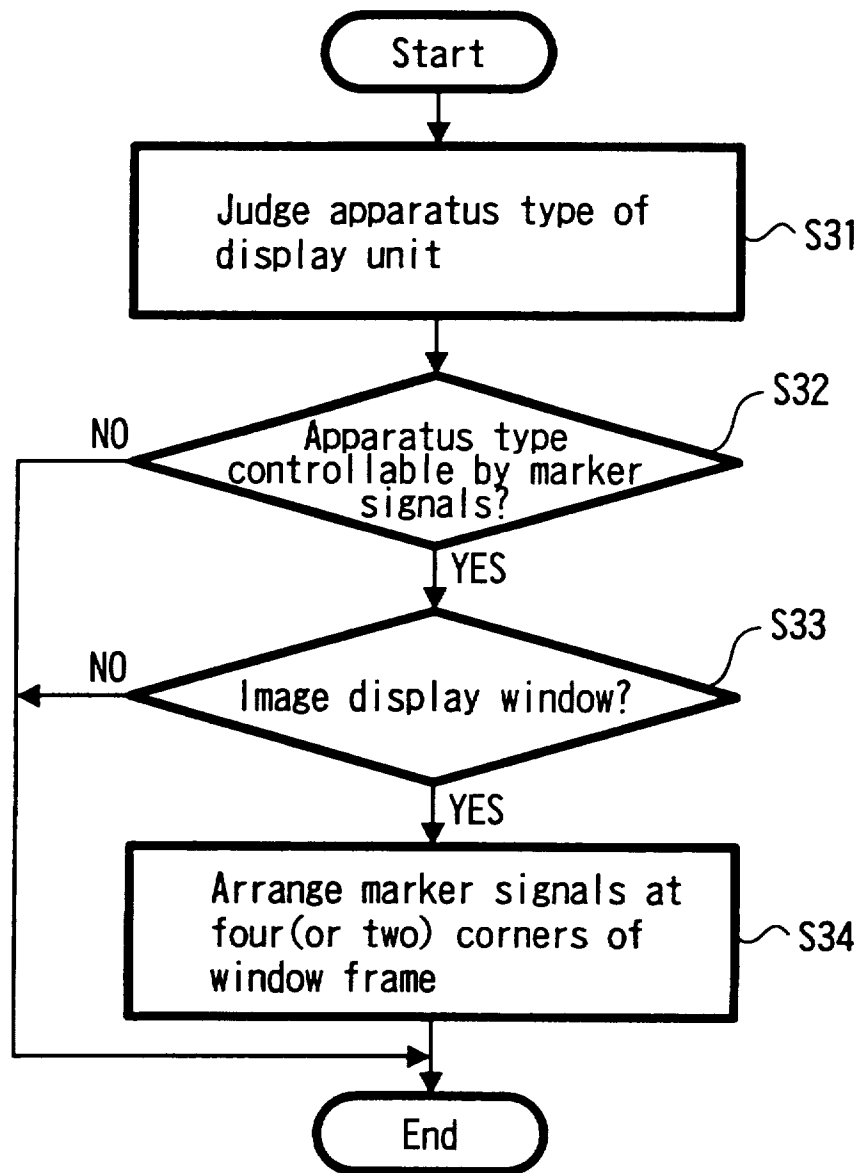 Start
Judge apparatus type of
display unit
S31
S32
NO
Apparatus type
controllable by marker
signals?
YES
S33
NO
Image display window?
YES
Arrange marker signals at
four(or two) corners of
window frame
S34
End